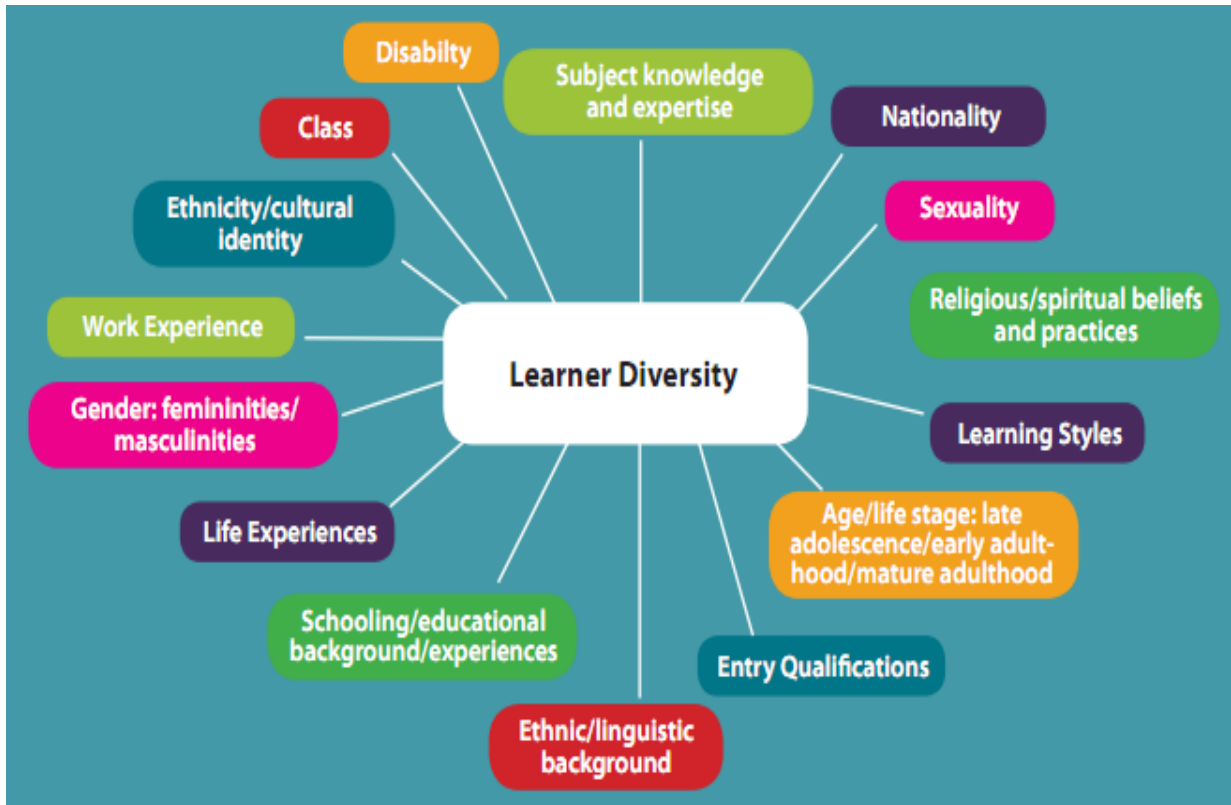 Disabilty
Subject knowledge
and expertise
Nationality
Class
Sexuality
Ethnicity/cultural
identity
Religious/spiritual beliefs
and practices
Work Experience
Learner Diversity
Gender: femininities/
masculinities
Learning Styles
Life Experiences
Age/life stage: late
adolescence/early adult-
hood/mature adulthood
Schooling/educational
background/experiences
Entry Qualifications
Ethnic/linguistic
background